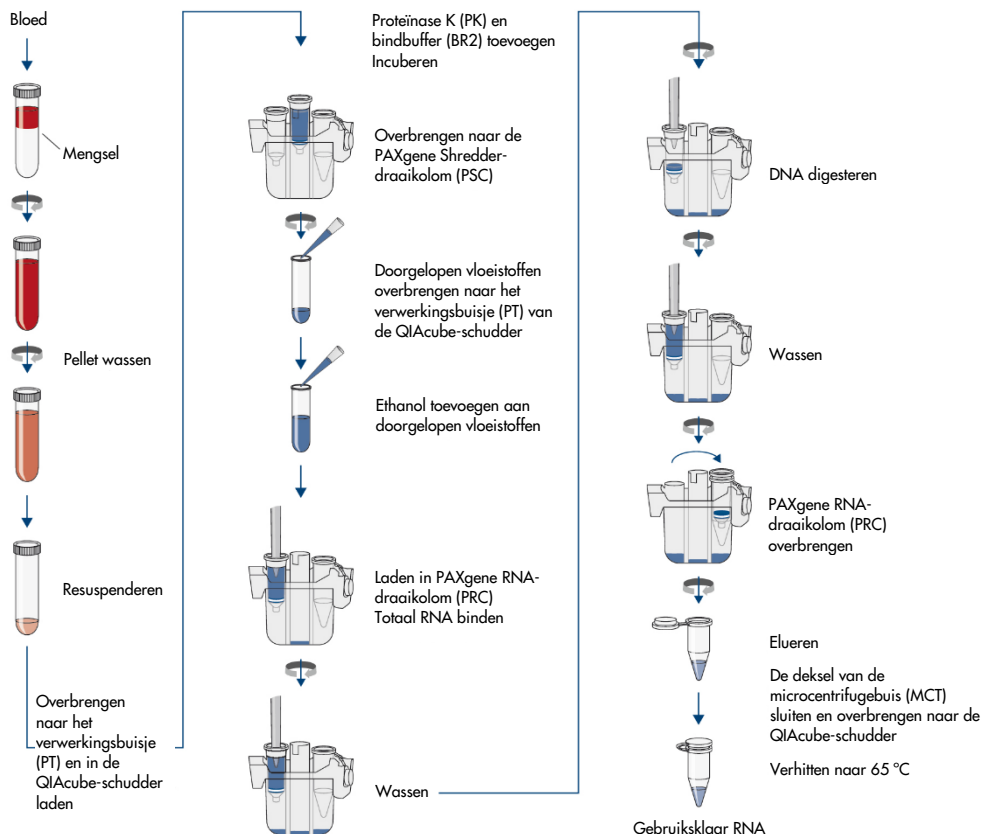 Bloed
Mengsel
Pellet wassen
Resuspenderen
Overbrengen
naar het
verwerkingsbuisje
(PT) en in de
QIAcube-schudder
laden
Proteïnase K (PK) en
bindbuffer (BR2) toevoegen
Incuberen
Overbrengen naar de
PAXgene Shredder-
draaikolom (PSC)
Doorgelopen vloeistoffen
overbrengen naar het
verwerkingsbuisje (PT) van
de QIAcube-schudder
Ethanol toevoegen aan
doorgelopen vloeistoffen
Laden in PAXgene RNA-
draaikolom (PRC)
Totaal RNA binden
Wassen
DNA digesteren
Wassen
PAXgene RNA-
draaikolom (PRC)
overbrengen
Elueren
De deksel van de
microcentrifugebuis (MCT)
sluiten en overbrengen naar de
QIAcube-schudder
Verhitten naar 65 °C
Gebruiksklaar RNA